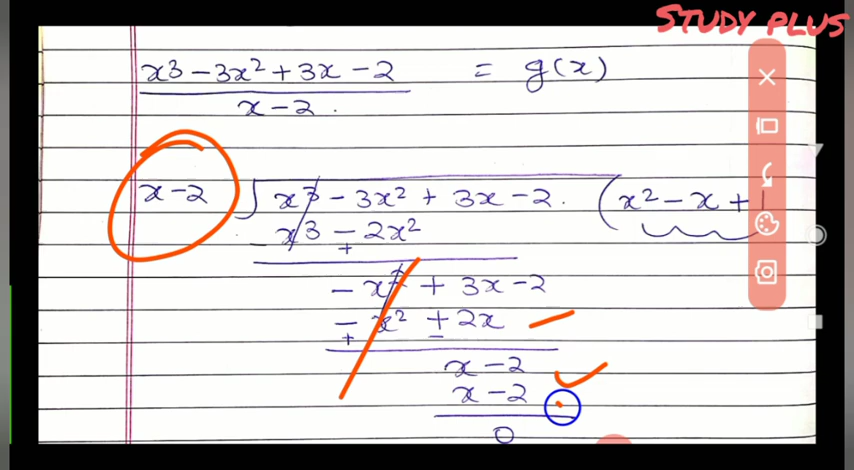 STUDY PLUS
x3 - 3x² + 3x - 2 = g(x)
x - 2 .
x - 2 ) x3 - 3x² + 3x - 2 . ( x² - x + 1
x3 - 2x²
- +
- x² + 3x - 2
- x² + 2x
+ -
x - 2
x - 2
0